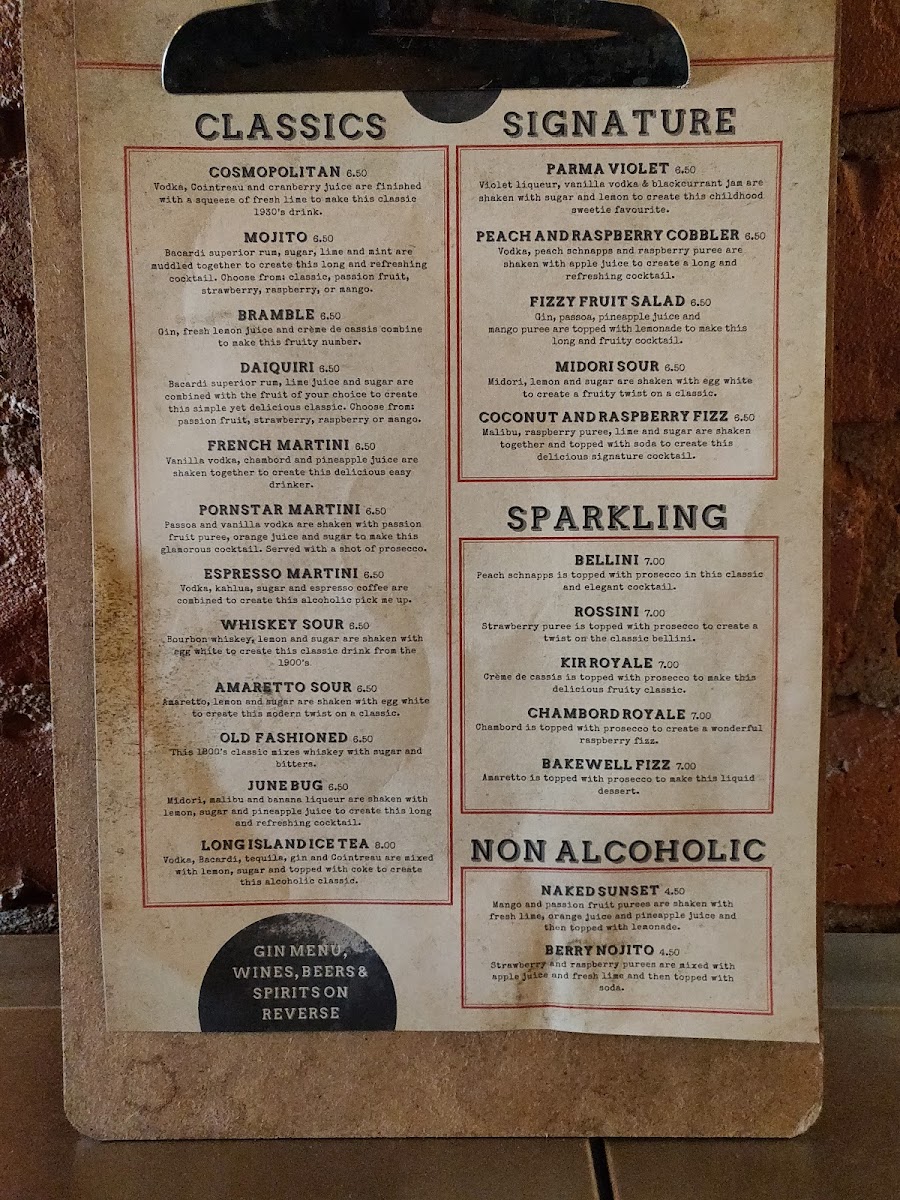 CLASSICS
COSMOPOLITAN 6.50
Vodka, Cointreau and cranberry juice are finished
with a squeeze of fresh lime to make this classic
1930's drink.
MOJITO 6.50
Bacardi superior rum, sugar, lime and mint are
muddled together to create this long and refreshing
cocktail. Choose from: classic, passion fruit,
strawberry, raspberry, or mango.
BRAMBLE 6.50
Gin, fresh lemon juice and crème de cassis combine
to make this fruity number.
DAIQUIRI 6.50
Bacardi superior rum, lime juice and sugar are
combined with the fruit of your choice to create
this simple yet delicious classic. Choose from:
passion fruit, strawberry, raspberry or mango.
FRENCH MARTINI 6.50
Vanilla vodka, chambord and pineapple juice are
shaken together to create this delicious easy
drinker.
PORNSTAR MARTINI 6.50
Passoa and vanilla vodka are shaken with passion
fruit puree, orange juice and sugar to make this
glamorous cocktail. Served with a shot of prosecco.
ESPRESSO MARTINI 6.50
Vodka, kahlua, sugar and espresso coffee are
combined to create this alcoholic pick me up.
WHISKEY SOUR 6.50
Bourbon whiskey, lemon and sugar are shaken with
egg white to create this classic drink from the
1900's
AMARETTO SOUR 6.50
Amaretto, lemon and sugar are shaken with egg white
to create this modern twist on a classic.
OLD FASHIONED 6.50
This 1800's classic mixes whiskey with sugar and
bitters.
JUNE BUG 6.50
Midori, malibu and banana liqueur are shaken with
lemon, sugar and pineapple juice to create this long
and refreshing cocktail.
LONG ISLAND ICE TEA 8.00
Vodka, Bacardi, tequila, gin and Cointreau are mixed
with lemon, sugar and topped with coke to create
this alcoholic classic.
GIN MENU,
WINES, BEERS &
SPIRITS ON
REVERSE
SIGNATURE
PARMA VIOLET 6.50
Violet liqueur, vanilla vodka & blackcurrant jam are
shaken with sugar and lemon to create this childhood
sweetie favourite.
PEACH AND RASPBERRY COBBLER 6.50
Vodka, peach schnapps and raspberry puree are
shaken with apple juice to create a long and
refreshing cocktail.
FIZZY FRUIT SALAD 6.50
Gin, passoa, pineapple juice and
mango puree are topped with lemonade to make this
long and fruity cocktail.
MIDORI SOUR 6.50
Midori, lemon and sugar are shaken with egg white
to create a fruity twist on a classic.
COCONUT AND RASPBERRY FIZZ 6.50
Malibu, raspberry puree, lime and sugar are shaken
together and topped with soda to create this
delicious signature cocktail.
SPARKLING
BELLINI 7.00
Peach schnapps is topped with prosecco in this classic
and elegant cocktail.
ROSSINI 7.00
Strawberry puree is topped with prosecco to create a
twist on the classic bellini.
KIR ROYALE 7.00
Crème de cassis is topped with prosecco to make this
delicious fruity classic.
CHAMBORD ROYALE 7.00
Chambord is topped with prosecco to create a wonderful
raspberry fizz.
BAKEWELL FIZZ 7.00
Amaretto is topped with prosecco to make this liquid
dessert.
NON ALCOHOLIC
NAKED SUNSET 4.50
Mango and passion fruit purees are shaken with
fresh lime, orange juice and pineapple juice and
then topped with lemonade.
BERRY NOJITO 4.50
Strawberry and raspberry purees are mixed with
apple juice and fresh lime and then topped with
soda.